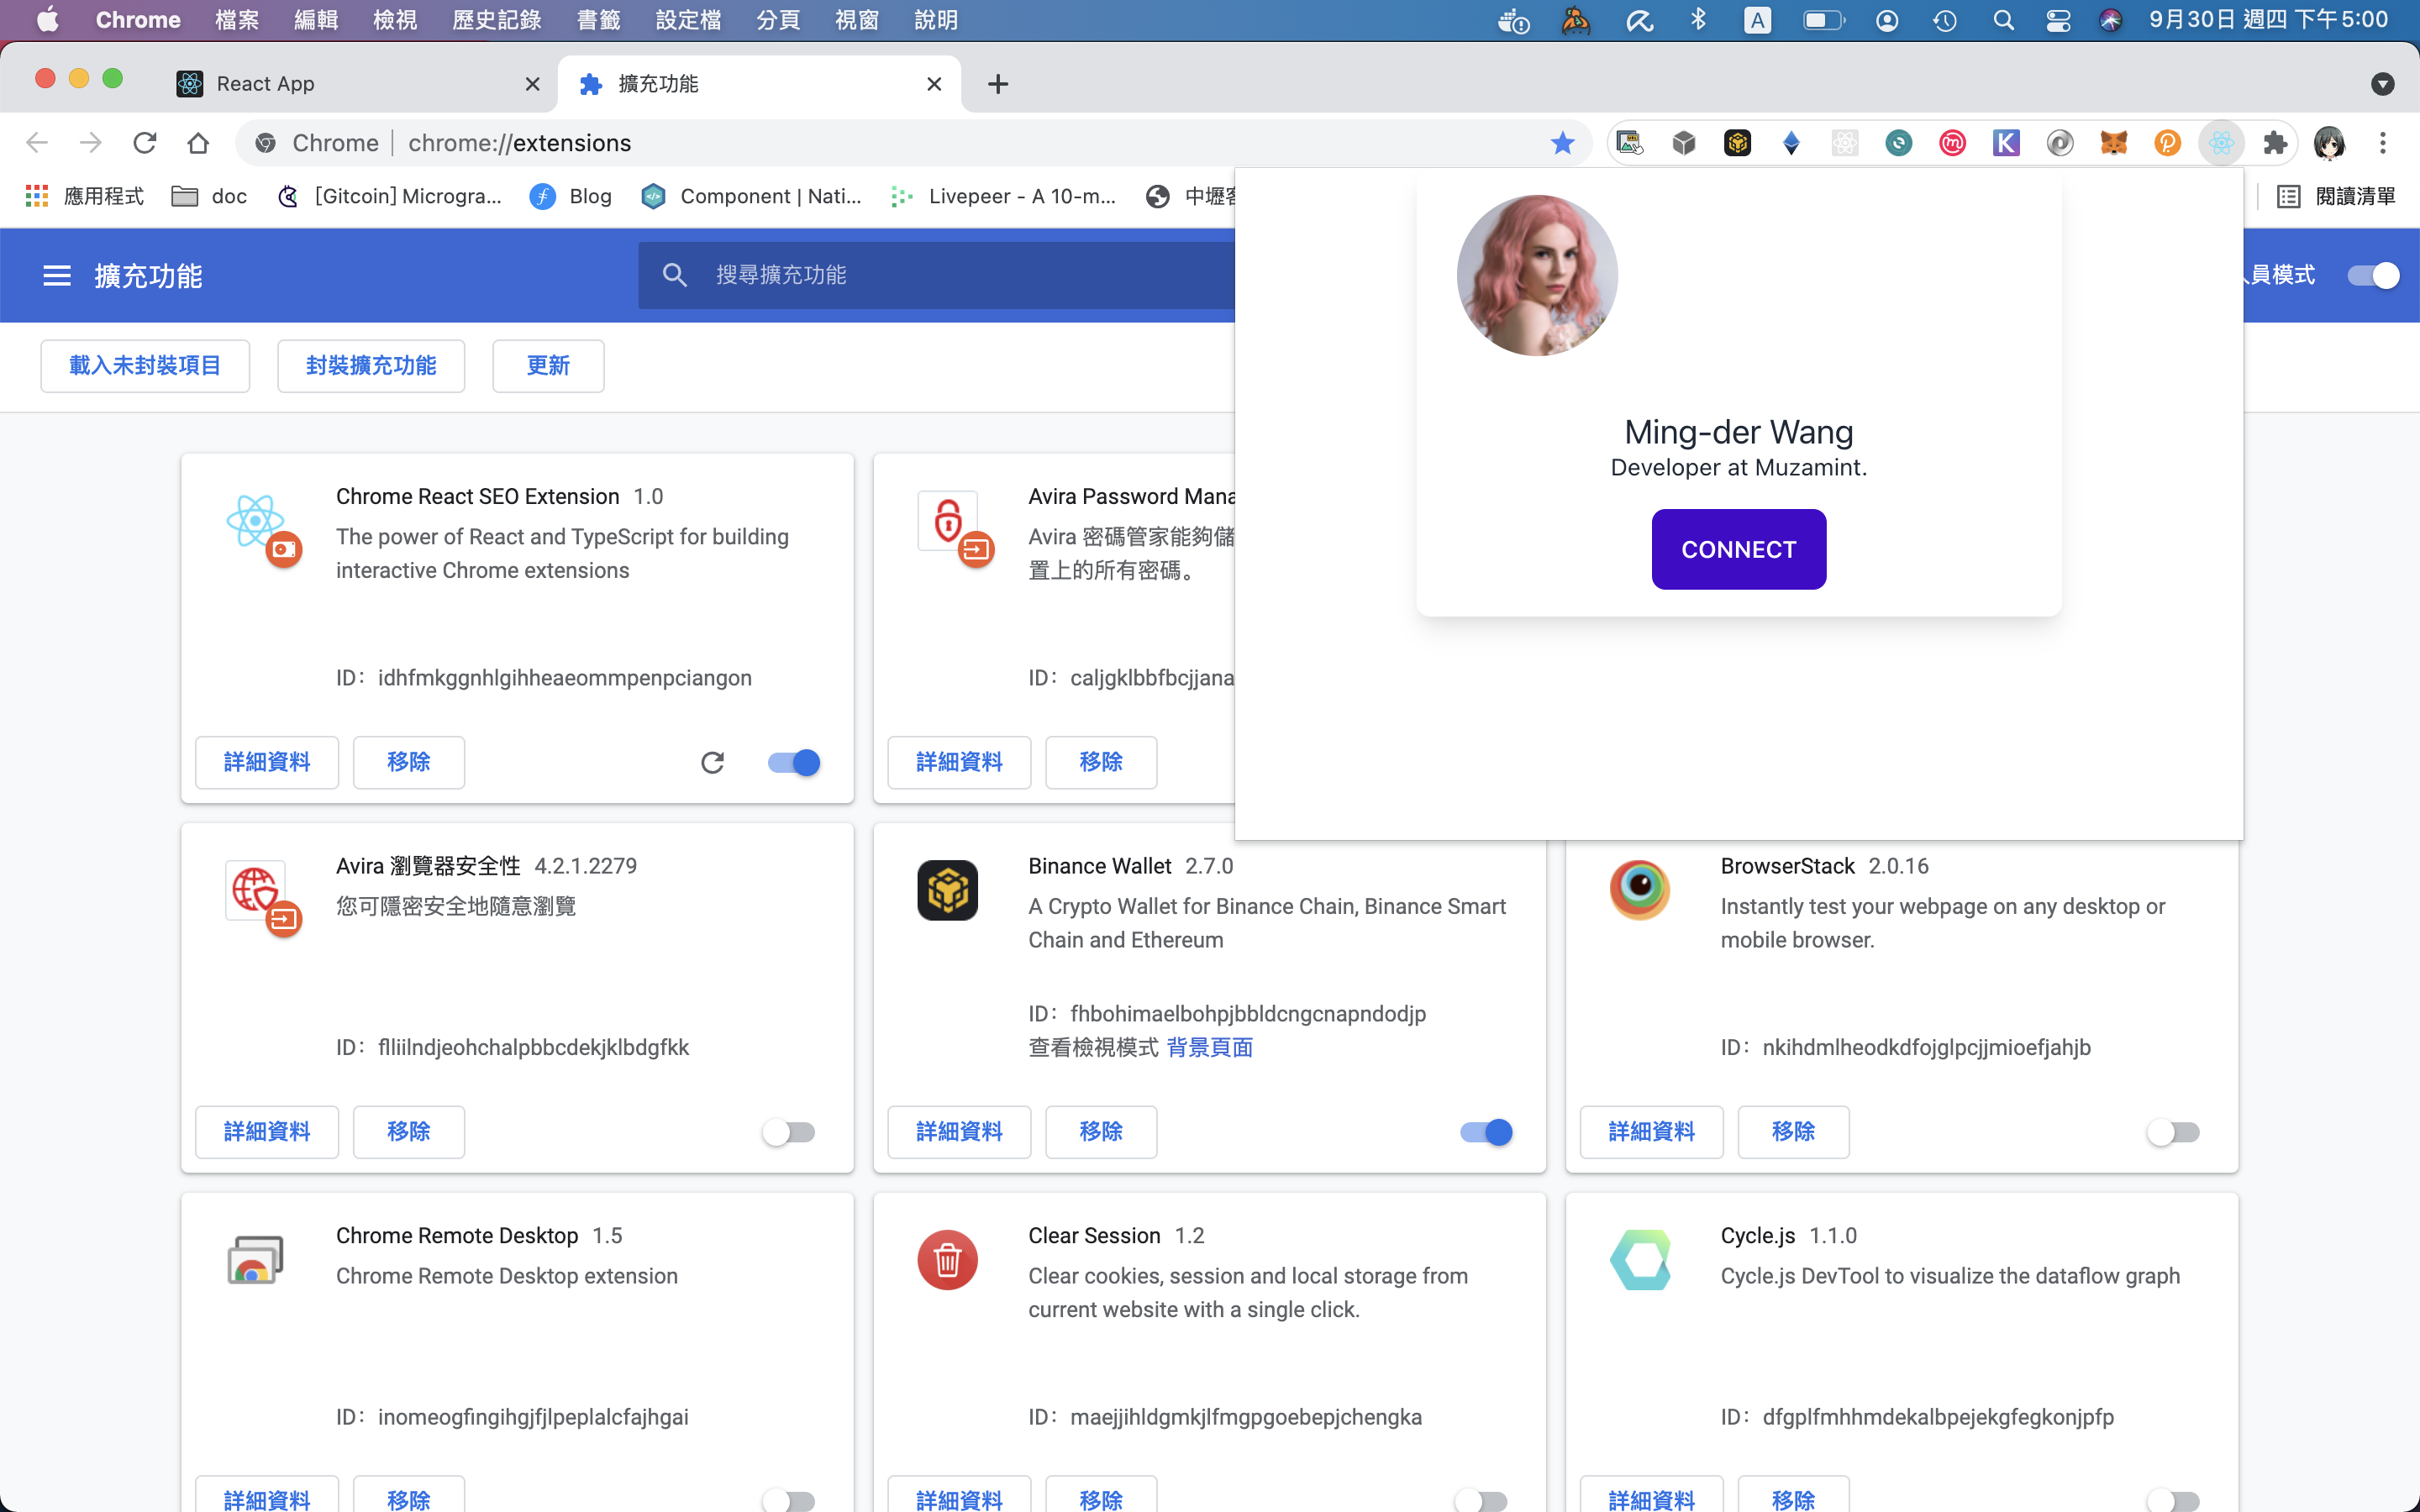 Chrome 檔案 編輯 檢視 歷史記錄 書籤 設定檔 分頁 視窗 說明 A 9月30日 週四 下午5:00
React App 擴充功能
Chrome chrome://extensions
應用程式 doc [Gitcoin] Microgra... Blog Component | Nati... Livepeer - A 10-m... 中壢 閱讀清單
擴充功能 搜尋擴充功能 員模式
載入未封裝項目 封裝擴充功能 更新
Ming-der Wang
Developer at Muzamint.
CONNECT
Chrome React SEO Extension 1.0
The power of React and TypeScript for building
interactive Chrome extensions
ID: idhfmkggnhlgihheaeommpenpciangon
詳細資料 移除
Avira Password Mana
Avira 密碼管家能夠儲
置上的所有密碼。
ID: caljgklbbfbcjjana
詳細資料 移除
Avira 瀏覽器安全性 4.2.1.2279
您可隱密安全地隨意瀏覽
ID: flliilndjeohchalpbbcdekjklbdgfkk
詳細資料 移除
Binance Wallet 2.7.0
A Crypto Wallet for Binance Chain, Binance Smart
Chain and Ethereum
ID: fhbohimaelbohpjbbldcngcnapndodjp
查看檢視模式 背景頁面
詳細資料 移除
BrowserStack 2.0.16
Instantly test your webpage on any desktop or
mobile browser.
ID: nkihdmlheodkdfojglpcjjmioefjahjb
詳細資料 移除
Chrome Remote Desktop 1.5
Chrome Remote Desktop extension
ID: inomeogfingihgjfjlpeplalcfajhgai
詳細資料 移除
Clear Session 1.2
Clear cookies, session and local storage from
current website with a single click.
ID: maejjihldgmkjlfmgpgoebepjchengka
詳細資料 移除
Cycle.js 1.1.0
Cycle.js DevTool to visualize the dataflow graph
ID: dfgplfmhhmdekalbpejekgfegkonjpfp
詳細資料 移除